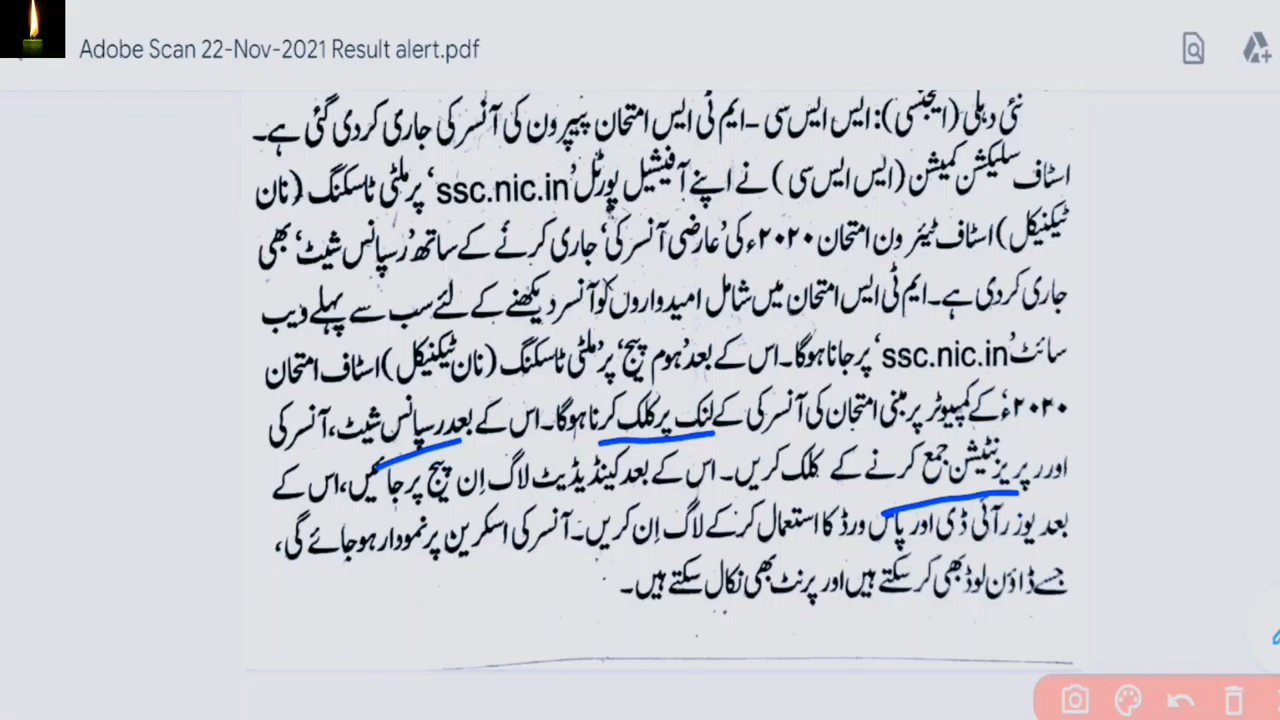 Adobe Scan 22-Nov-2021 Result alert.pdf
نئی دہلی (ایجنسی): ایس ایس سی - ایم ٹی ایس امتحان پیپر ون کی آنسر کی جاری کردی گئی ہے۔
اسٹاف سلیکشن کمیشن (ایس ایس سی) نے اپنے آفیشیل پورٹل ’ssc.nic.in‘ پر ملٹی ٹاسکنگ (نان
ٹیکنیکل) اسٹاف ٹیئر ون امتحان ۲۰۲۰ء کی ’عارضی آنسر کی‘ جاری کرنے کے ساتھ ’رسپانس شیٹ‘ بھی
جاری کردی ہے۔ ایم ٹی ایس امتحان میں شامل امیدواروں کو آنسر دیکھنے کے لئے سب سے پہلے ویب
سائٹ ’ssc.nic.in‘ پر جانا ہوگا۔ اس کے بعد ’ہوم پیج‘ پر ’ملٹی ٹاسکنگ (نان ٹیکنیکل) اسٹاف امتحان
۲۰۲۰ء‘ کے کمپیوٹر پر مبنی امتحان کی آنسر کی کے لنک پر کلک کرنا ہوگا۔ اس کے بعد رسپانس شیٹ، آنسر کی
اور رپریزنٹیشن جمع کرنے کے کلک کریں۔ اس کے بعد کینڈیڈیٹ لاگ اِن پیج پر جائیں، اس کے
بعد یوزر آئی ڈی اور پاس ورڈ کا استعمال کرکے لاگ اِن کریں۔ آنسر کی اسکرین پر نمودار ہوجائے گی،
جسے ڈاؤن لوڈ بھی کر سکتے ہیں اور پرنٹ بھی نکال سکتے ہیں۔